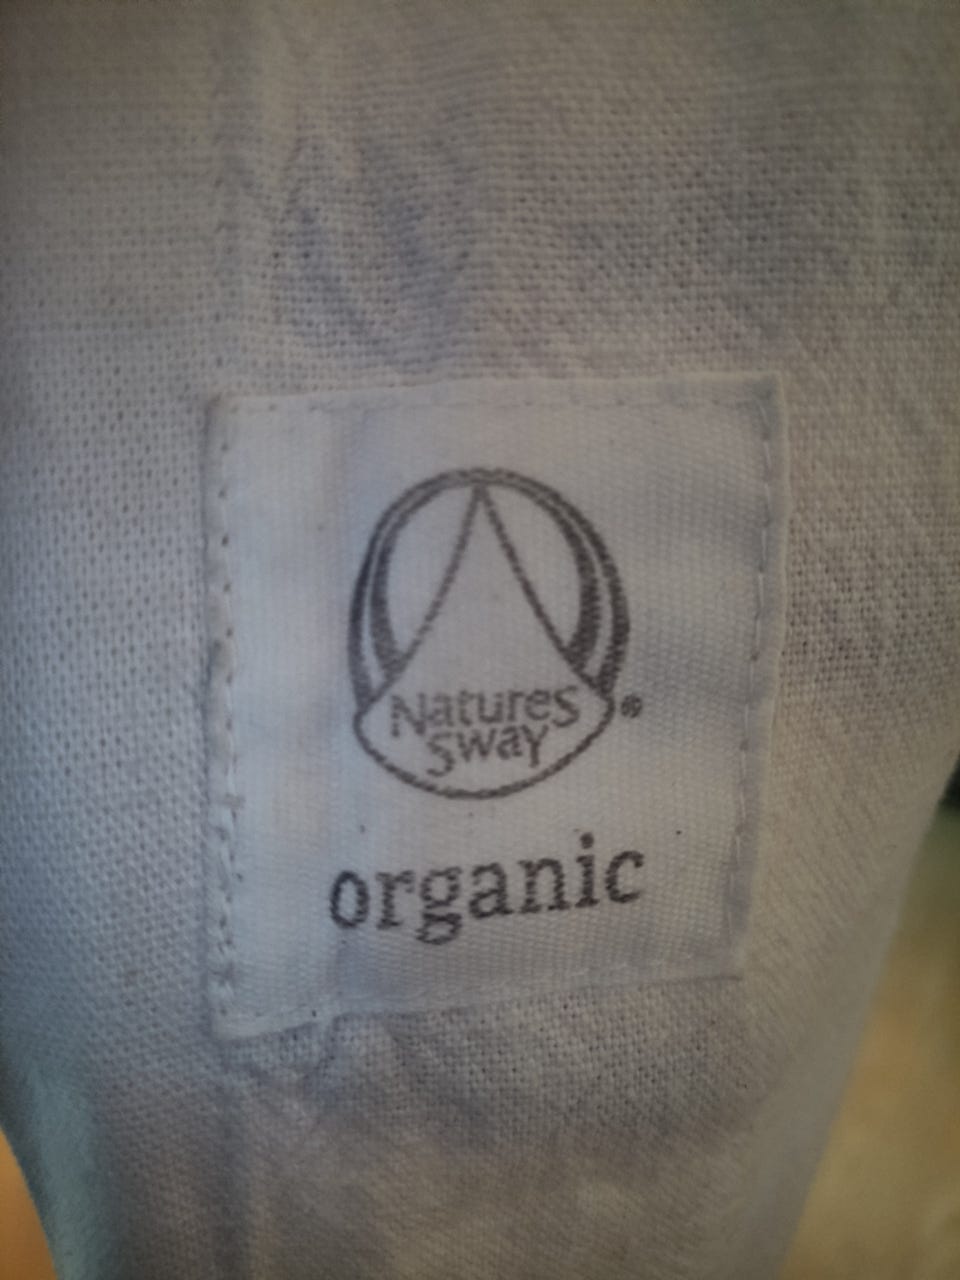 Natures
Sway
®
organic